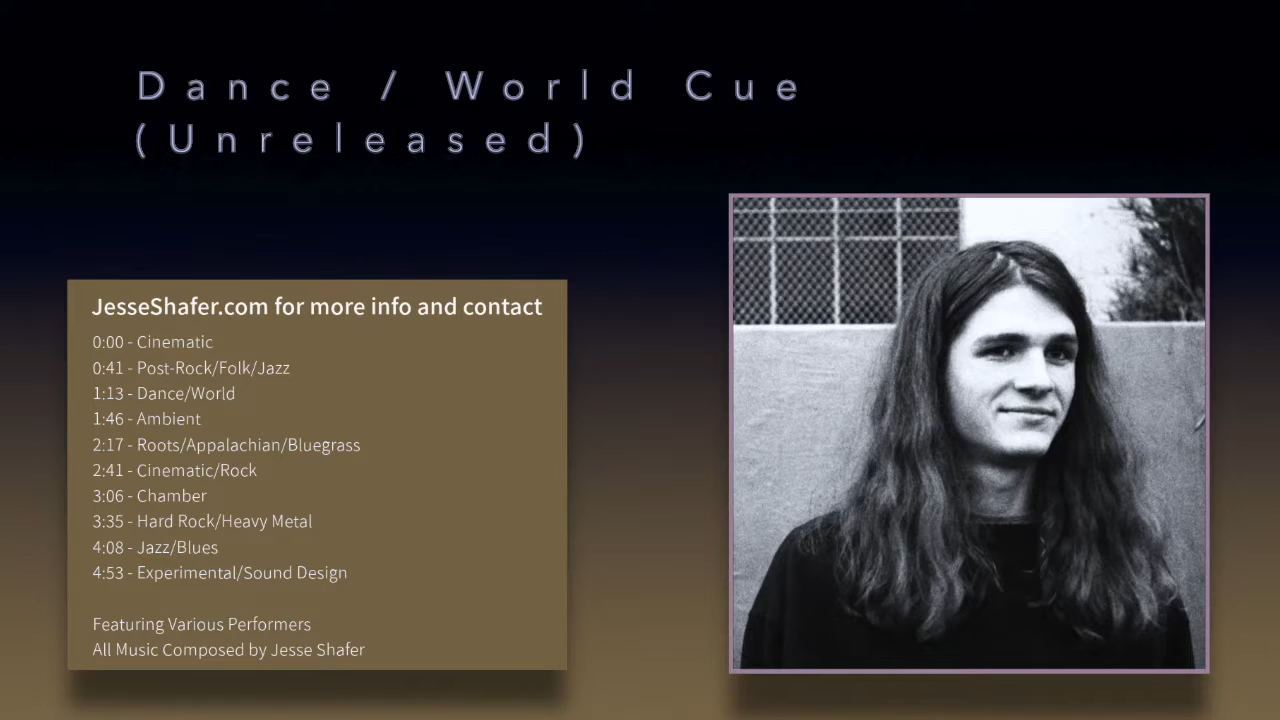 Dance / World Cue
(Unreleased)
JesseShafer.com for more info and contact
0:00 - Cinematic
0:41 - Post-Rock/Folk/Jazz
1:13 - Dance/World
1:46 - Ambient
2:17 - Roots/Appalachian/Bluegrass
2:41 - Cinematic/Rock
3:06 - Chamber
3:35 - Hard Rock/Heavy Metal
4:08 - Jazz/Blues
4:53 - Experimental/Sound Design
Featuring Various Performers
All Music Composed by Jesse Shafer